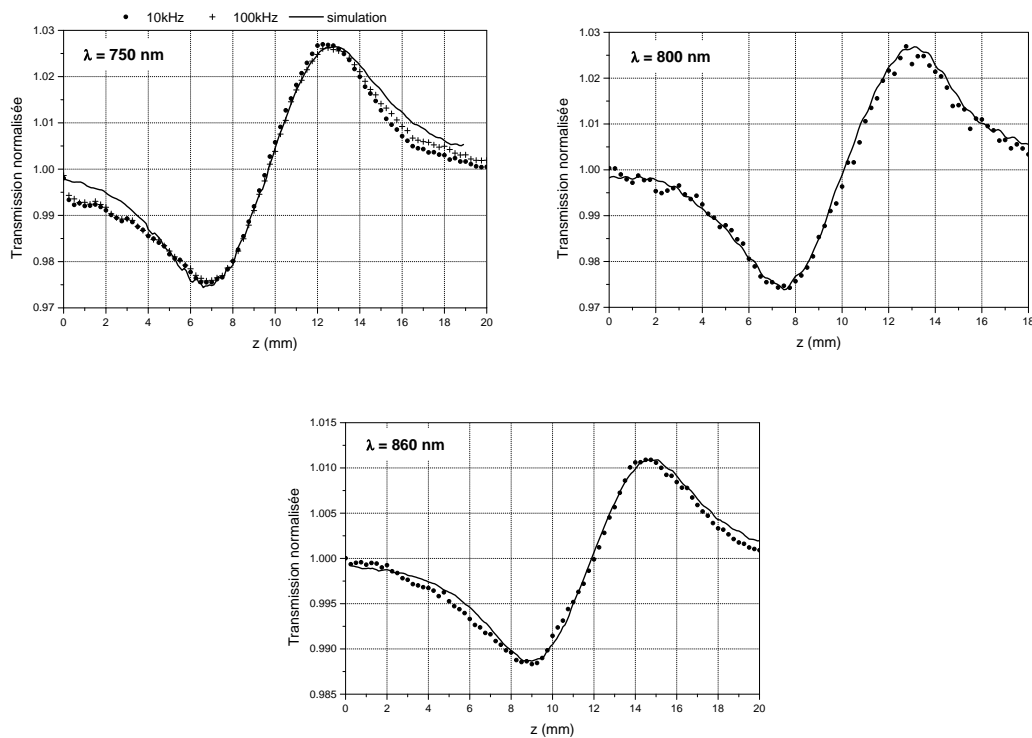 10kHz 100kHz simulation
λ = 750 nm
Transmission normalisée
1.03
1.02
1.01
1.00
0.99
0.98
0.97
0 2 4 6 8 10 12 14 16 18 20
z (mm)
λ = 800 nm
Transmission normalisée
1.03
1.02
1.01
1.00
0.99
0.98
0.97
0 2 4 6 8 10 12 14 16 18
z (mm)
λ = 860 nm
Transmission normalisée
1.015
1.010
1.005
1.000
0.995
0.990
0.985
0 2 4 6 8 10 12 14 16 18 20
z (mm)